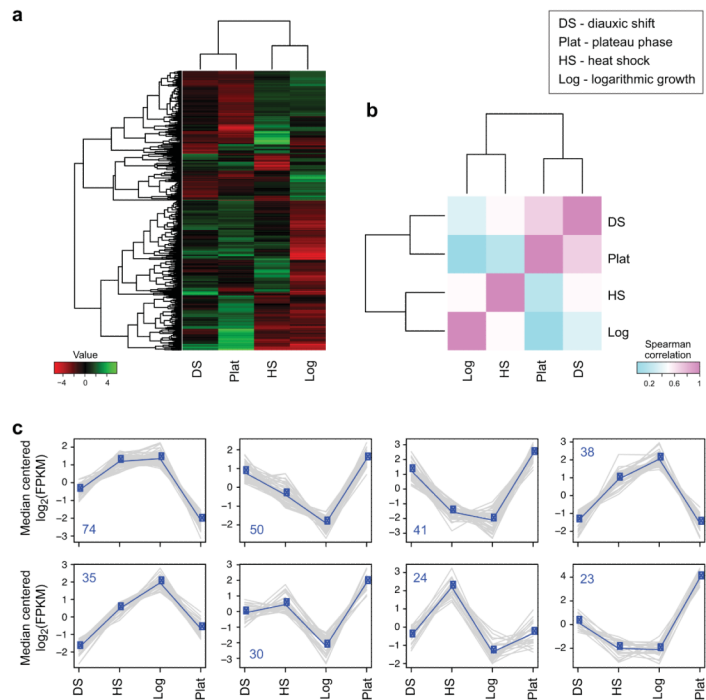 a
DS - diauxic shift
Plat - plateau phase
HS - heat shock
Log - logarithmic growth
b
DS
Plat
HS
Log
Log
HS
Plat
DS
Spearman
correlation
0.2
0.6
1
Value
−4
0
4
DS
Plat
HS
Log
c
Median centered
log2(FPKM)
2
1
0
−1
−2
−3
74
2
1
0
−1
−2
50
3
2
1
0
−1
−2
−3
41
3
2
1
0
−1
−2
38
Median centered
log2(FPKM)
3
2
1
0
−1
−2
35
3
2
1
0
−1
−2
−3
30
3
2
1
0
−1
−2
24
4
2
0
−2
23
DS
HS
Log
Plat
DS
HS
Log
Plat
DS
HS
Log
Plat
DS
HS
Log
Plat